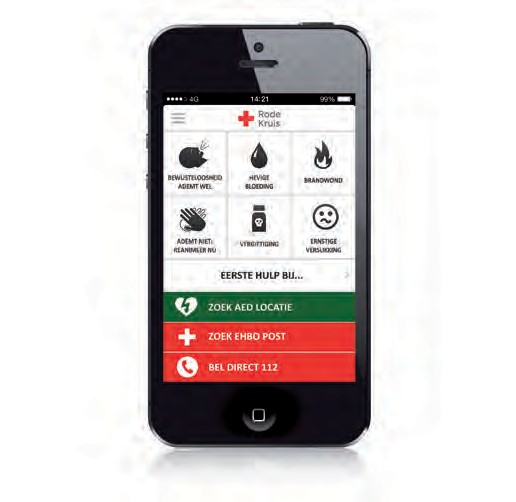 4G 14:21 99%
Rode
Kruis
BEWUSTELOOSHEID
ADEMT WEL
HEVIGE
BLOEDING
BRANDWOND
ADEMT NIET:
REANIMEER NU
VERGIFTIGING
ERNSTIGE
VERSLIKKING
EERSTE HULP BIJ...
ZOEK AED LOCATIE
ZOEK EHBO POST
BEL DIRECT 112